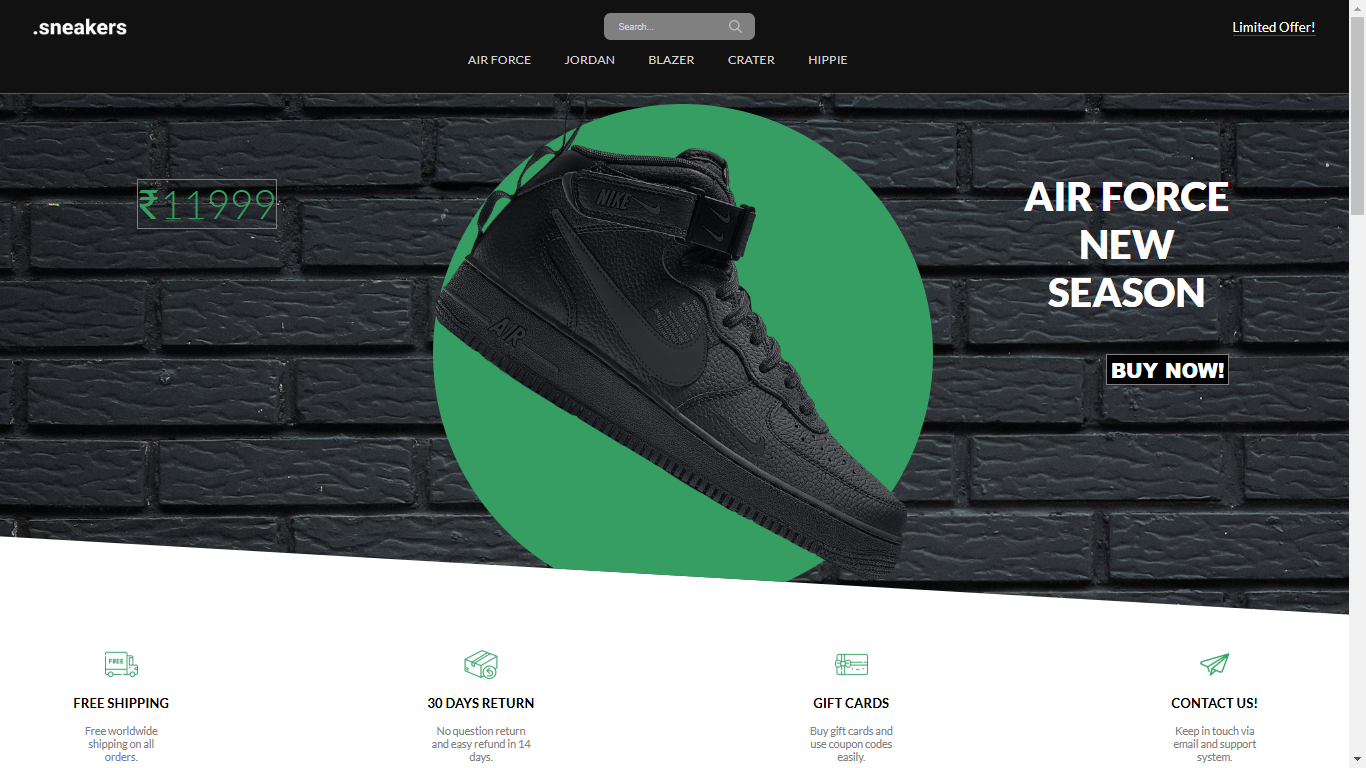 .sneakers
Search...
Limited Offer!
AIR FORCE
JORDAN
BLAZER
CRATER
HIPPIE
₹11999
NIKE
AIR
AIR FORCE
NEW
SEASON
BUY NOW!
FREE
FREE SHIPPING
Free worldwide
shipping on all
orders.
30 DAYS RETURN
No question return
and easy refund in 14
days.
GIFT CARDS
Buy gift cards and
use coupon codes
easily.
CONTACT US!
Keep in touch via
email and support
system.